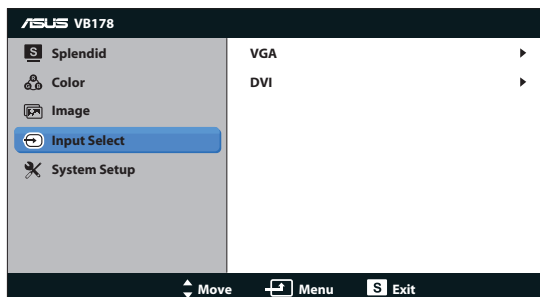 ASUS VB178
S Splendid
Color
Image
Input Select
System Setup
VGA
DVI
Move Menu S Exit